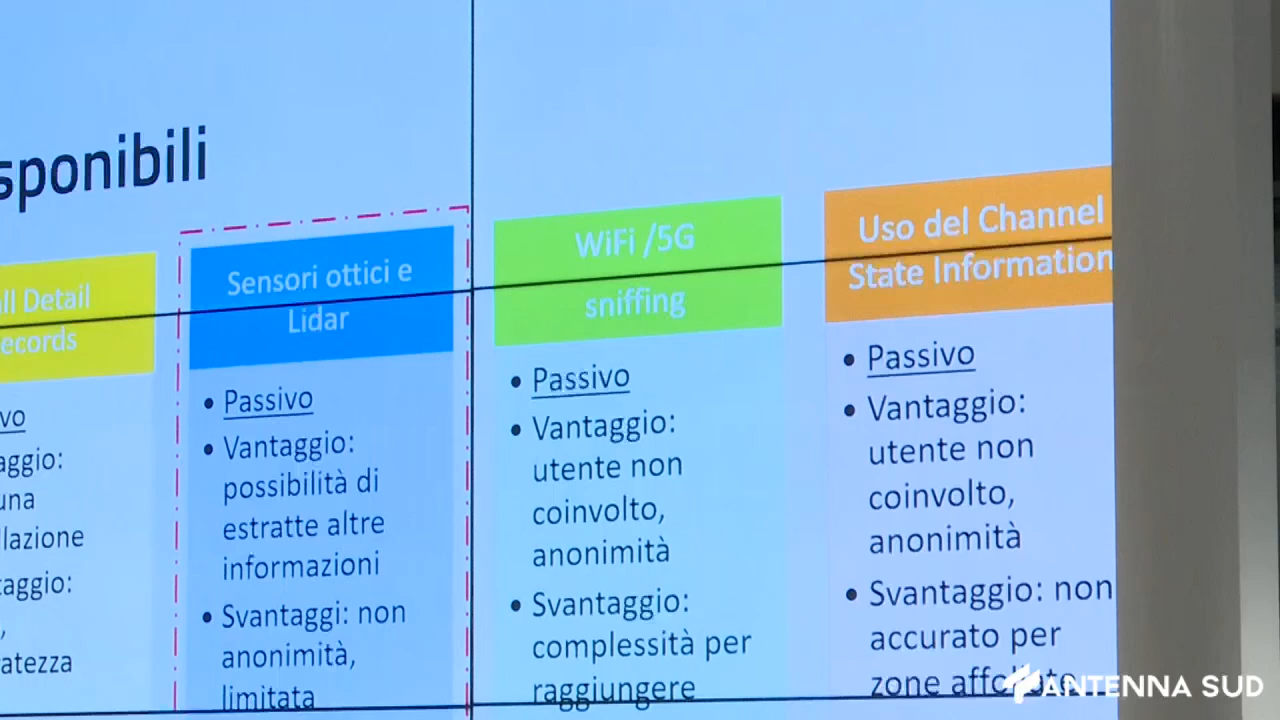 sponibili
ll Detail
ecords
vo
aggio:
una
llazione
aggio:
,
atezza
Sensori ottici e
Lidar
• Passivo
• Vantaggio:
possibilità di
estratte altre
informazioni
• Svantaggi: non
anonimità,
limitata
WiFi /5G
sniffing
• Passivo
• Vantaggio:
utente non
coinvolto,
anonimità
• Svantaggio:
complessità per
raggiungere
Uso del Channel
State Information
• Passivo
• Vantaggio:
utente non
coinvolto,
anonimità
• Svantaggio: non
accurato per
zone affollate
ANTENNA SUD